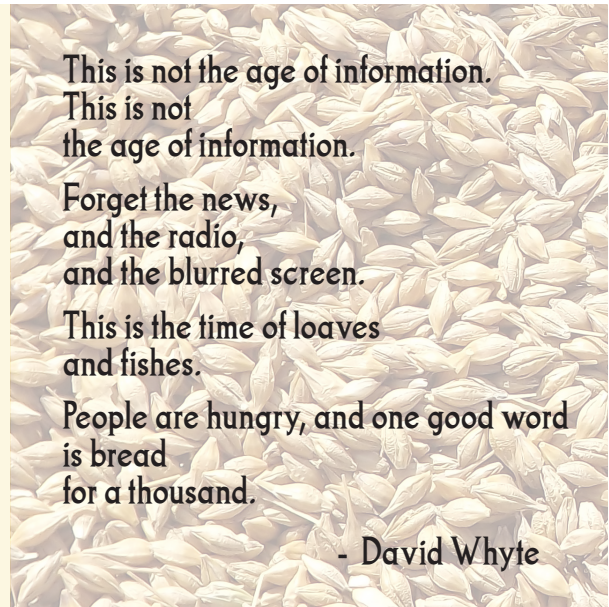 This is not the age of information.
This is not
the age of information.
Forget the news,
and the radio,
and the blurred screen.
This is the time of loaves
and fishes.
People are hungry, and one good word
is bread
for a thousand.
- David Whyte